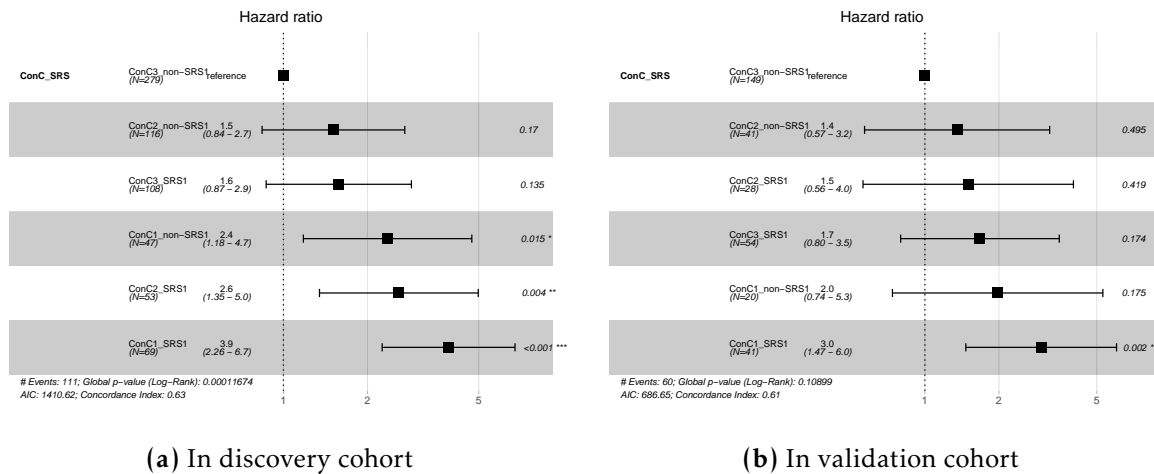 Hazard ratio
ConC_SRS
ConC3_non−SRS1
(N=279)
reference
ConC2_non−SRS1
(N=116)
1.5
(0.84 − 2.7)
0.17
ConC3_SRS1
(N=108)
1.6
(0.87 − 2.9)
0.135
ConC1_non−SRS1
(N=47)
2.4
(1.18 − 4.7)
0.015 *
ConC2_SRS1
(N=53)
2.6
(1.35 − 5.0)
0.004 **
ConC1_SRS1
(N=69)
3.9
(2.26 − 6.7)
<0.001 ***
# Events: 111; Global p−value (Log−Rank): 0.00011674
AIC: 1410.62; Concordance Index: 0.63
1 2 5
(a) In discovery cohort
Hazard ratio
ConC_SRS
ConC3_non−SRS1
(N=149)
reference
ConC2_non−SRS1
(N=41)
1.4
(0.57 − 3.2)
0.495
ConC2_SRS1
(N=28)
1.5
(0.56 − 4.0)
0.419
ConC3_SRS1
(N=54)
1.7
(0.80 − 3.5)
0.174
ConC1_non−SRS1
(N=20)
2.0
(0.74 − 5.3)
0.175
ConC1_SRS1
(N=41)
3.0
(1.47 − 6.0)
0.002 *
# Events: 60; Global p−value (Log−Rank): 0.10899
AIC: 686.65; Concordance Index: 0.61
1 2 5
(b) In validation cohort